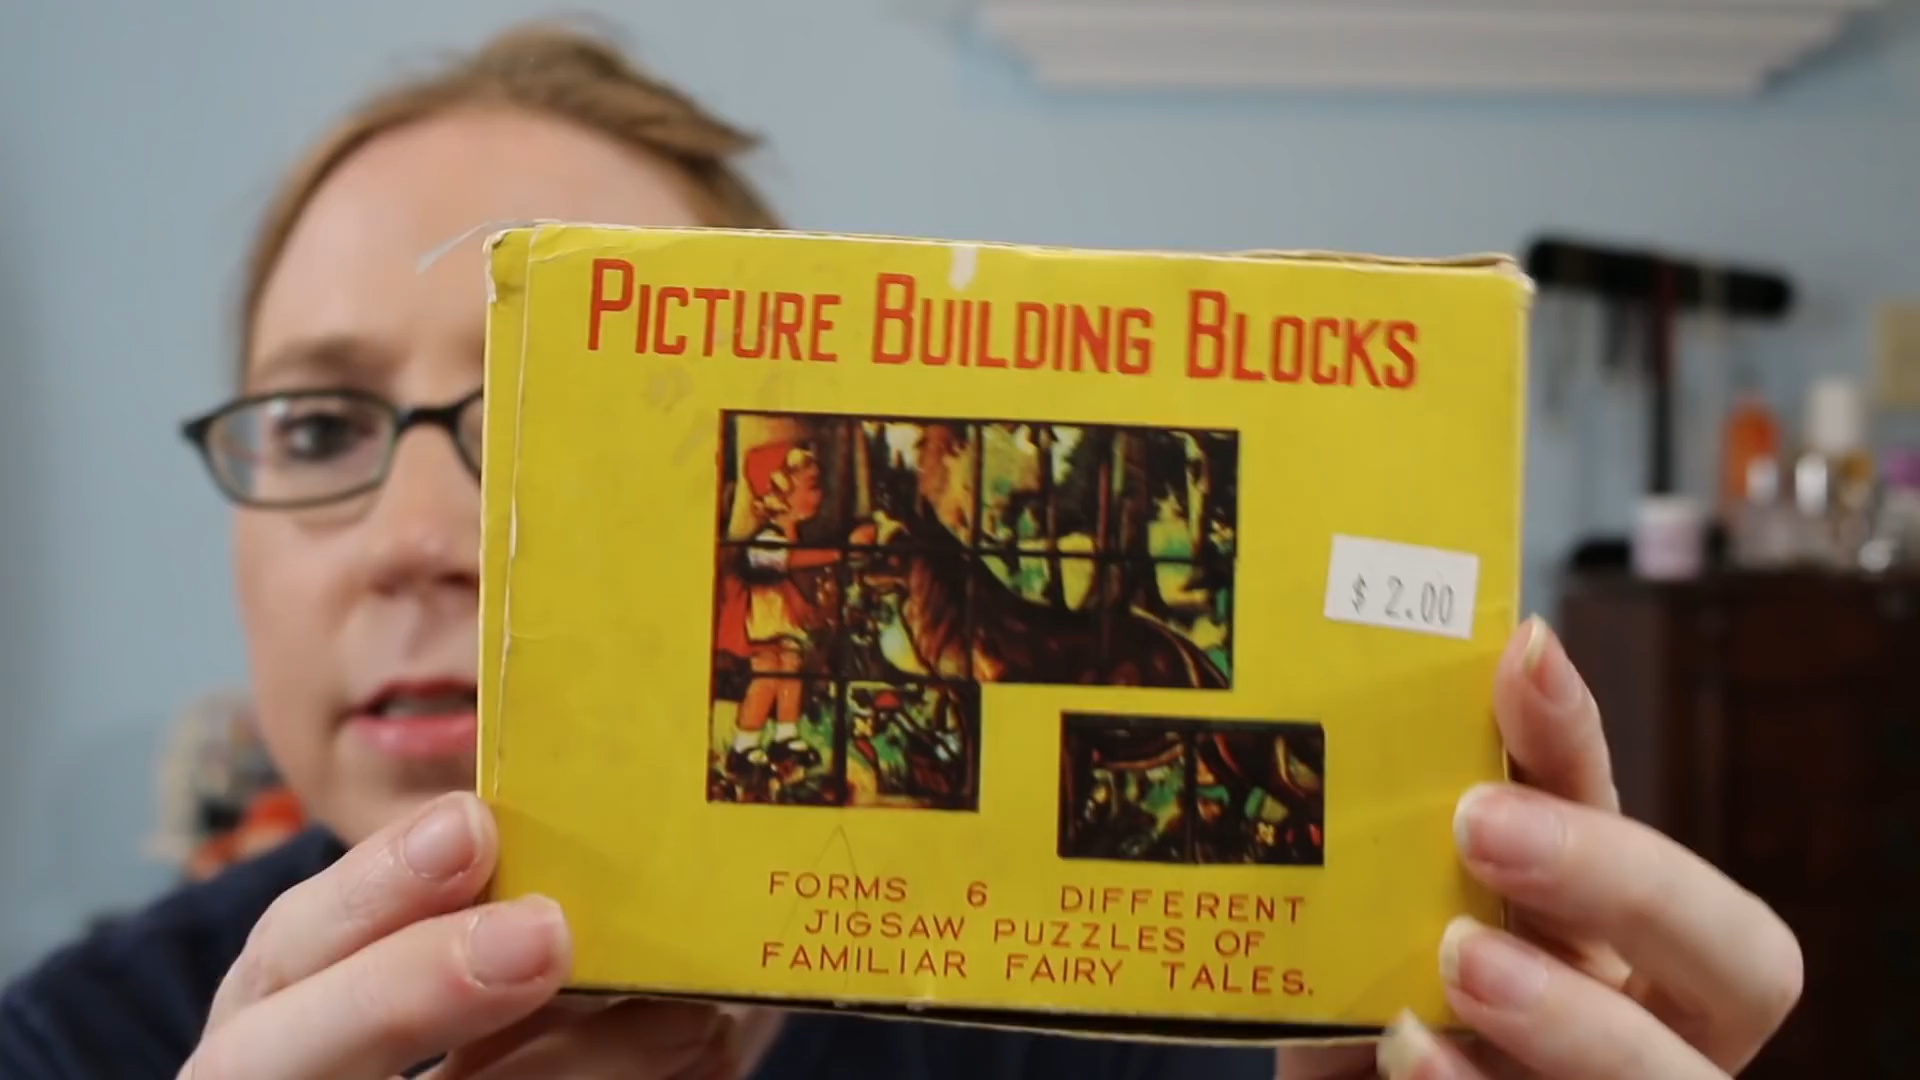 PICTURE BUILDING BLOCKS
$ 2.00
FORMS 6 DIFFERENT
JIGSAW PUZZLES OF
FAMILIAR FAIRY TALES.